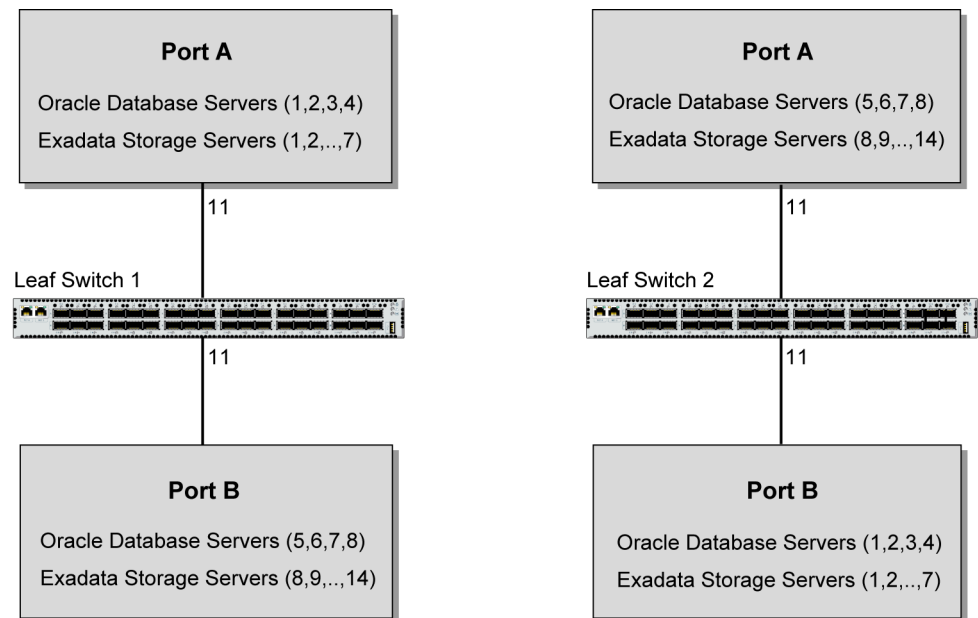 Port A
Oracle Database Servers (1,2,3,4)
Exadata Storage Servers (1,2,..,7)
11
Leaf Switch 1
11
Port B
Oracle Database Servers (5,6,7,8)
Exadata Storage Servers (8,9,..,14)
Port A
Oracle Database Servers (5,6,7,8)
Exadata Storage Servers (8,9,..,14)
11
Leaf Switch 2
11
Port B
Oracle Database Servers (1,2,3,4)
Exadata Storage Servers (1,2,..,7)